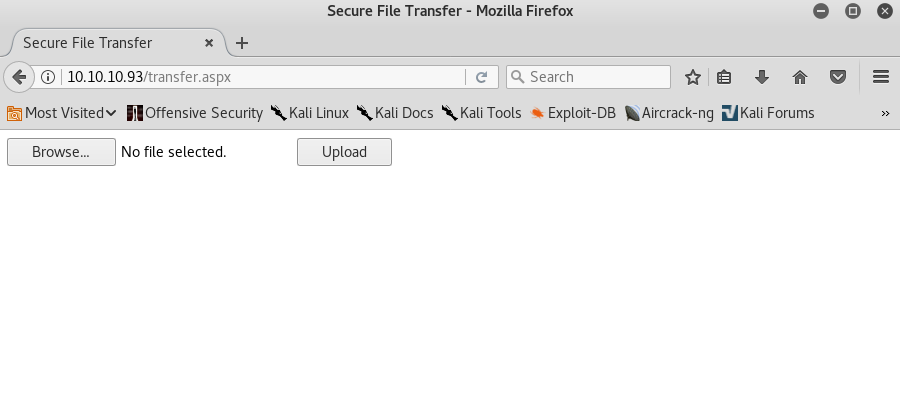 Secure File Transfer - Mozilla Firefox
Secure File Transfer
10.10.10.93/transfer.aspx Search
Most Visited Offensive Security Kali Linux Kali Docs Kali Tools Exploit-DB Aircrack-ng Kali Forums »
Browse... No file selected. Upload